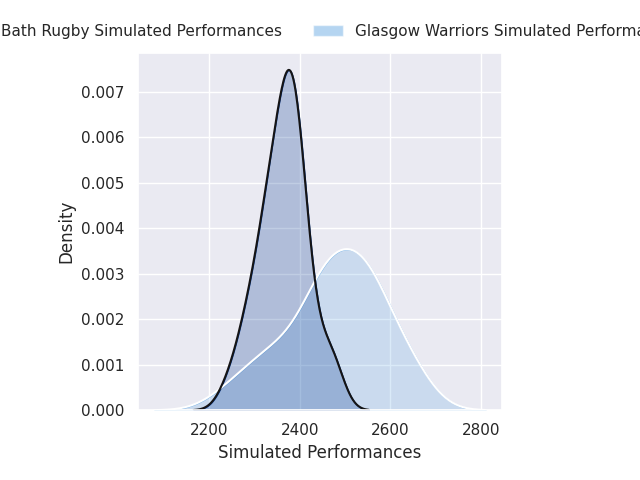 Bath Rugby Simulated Performances
Glasgow Warriors Simulated Performa
0.007
0.006
0.005
0.004
0.003
0.002
0.001
0.000
Density
2200 2400 2600 2800
Simulated Performances